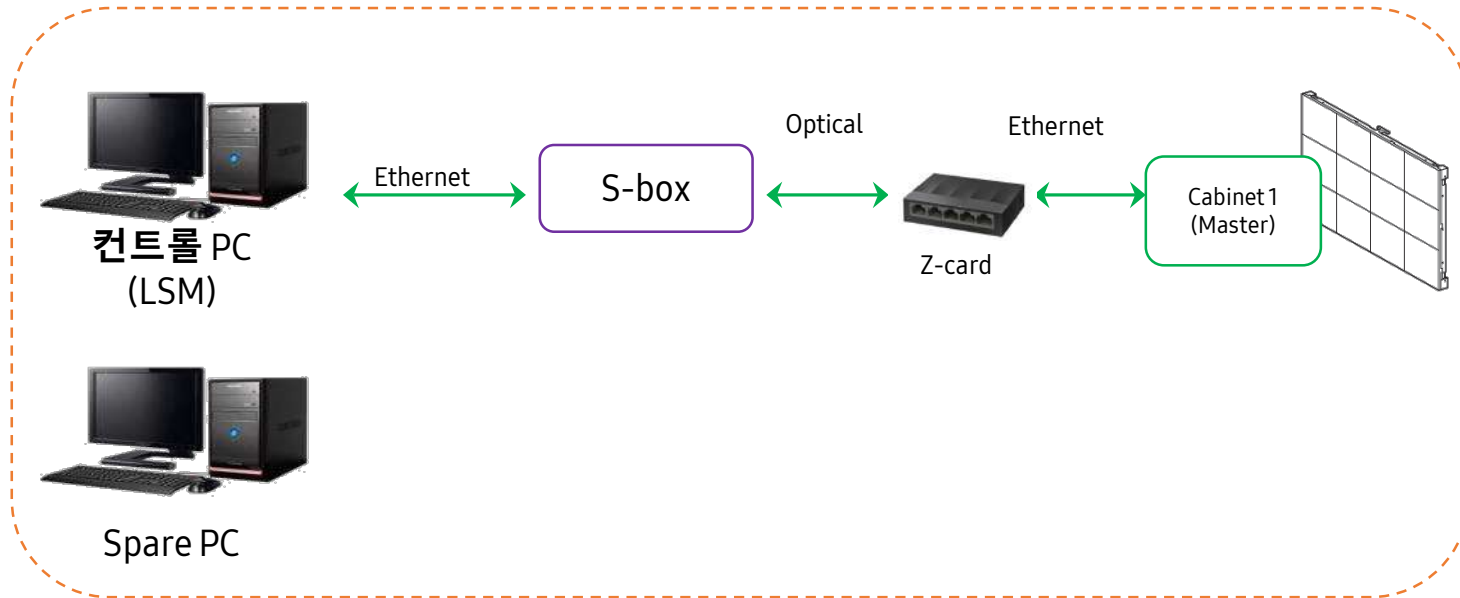 Optical
Ethernet
Ethernet
S-box
Cabinet 1
(Master)
컨트롤 PC
(LSM)
Z-card
Spare PC